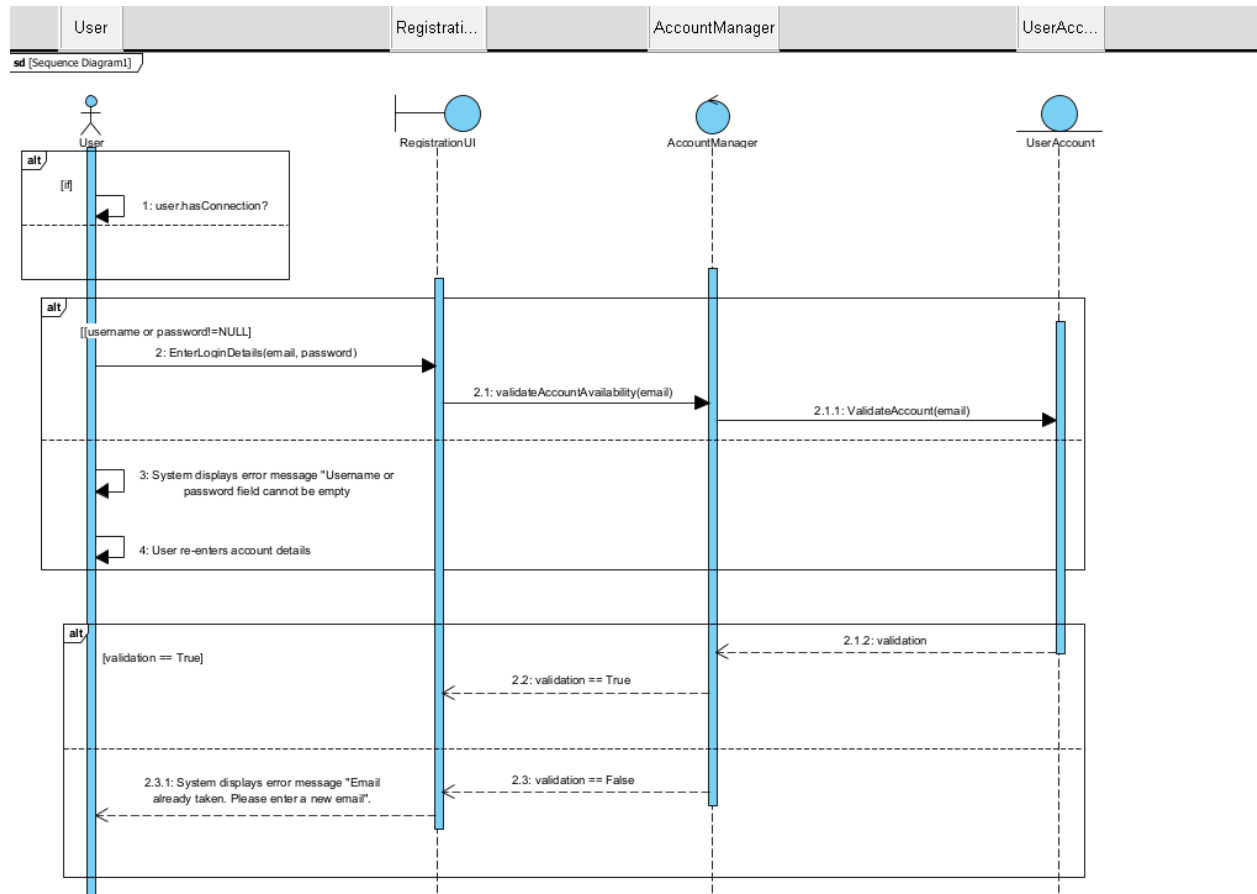 User
Registrati...
AccountManager
UserAcc...
sd [Sequence Diagram1]
User
RegistrationUI
AccountManager
UserAccount
alt
[if]
1: user.hasConnection?
alt
[[username or password!=NULL]
2: EnterLoginDetails(email, password)
2.1: validateAccountAvailability(email)
2.1.1: ValidateAccount(email)
3: System displays error message "Username or
password field cannot be empty
4: User re-enters account details
alt
2.1.2: validation
[validation == True]
2.2: validation == True
2.3: validation == False
2.3.1: System displays error message "Email
already taken. Please enter a new email".